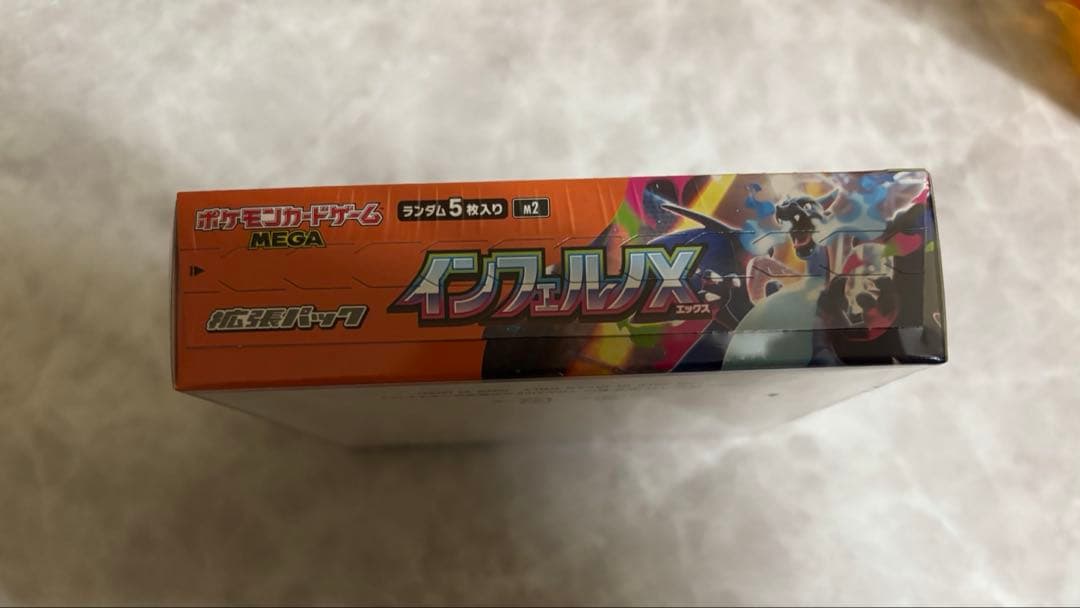 ポケモンカードゲーム
MEGA
ランダム5枚入り M2
インフェルノX
エックス
拡張パック